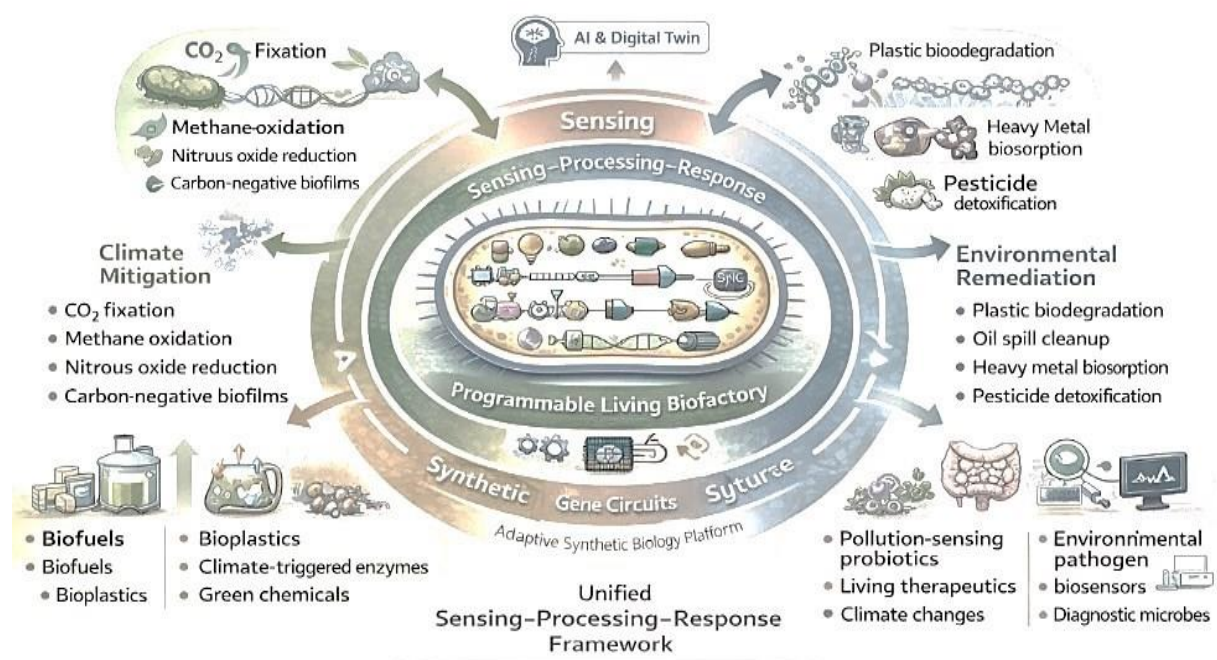 CO₂ Fixation
Methane-oxidation
Nitruus oxide reduction
Carbon-negative biofilms
AI & Digital Twin
Plastic bioodegradation
Heavy Metal
biosorption
Pesticide
detoxification
Sensing
Sensing–Processing–Response
Programmable Living Biofactory
Climate
Mitigation
• CO₂ fixation
• Methane oxidation
• Nitrous oxide reduction
• Carbon-negative biofilms
Environmental
Remediation
• Plastic biodegradation
• Oil spill cleanup
• Heavy metal biosorption
• Pesticide detoxification
Synthetic
Gene Circuits
Adaptive Synthetic Biology Platform
• Biofuels
• Biofuels
• Bioplastics
• Bioplastics
• Climate-triggered enzymes
• Green chemicals
Unified
Sensing–Processing–Response
Framework
• Pollution-sensing
probiotics
• Living therapeutics
• Climate changes
• Environnimental
pathogen
• biosensors
• Diagnostic microbes